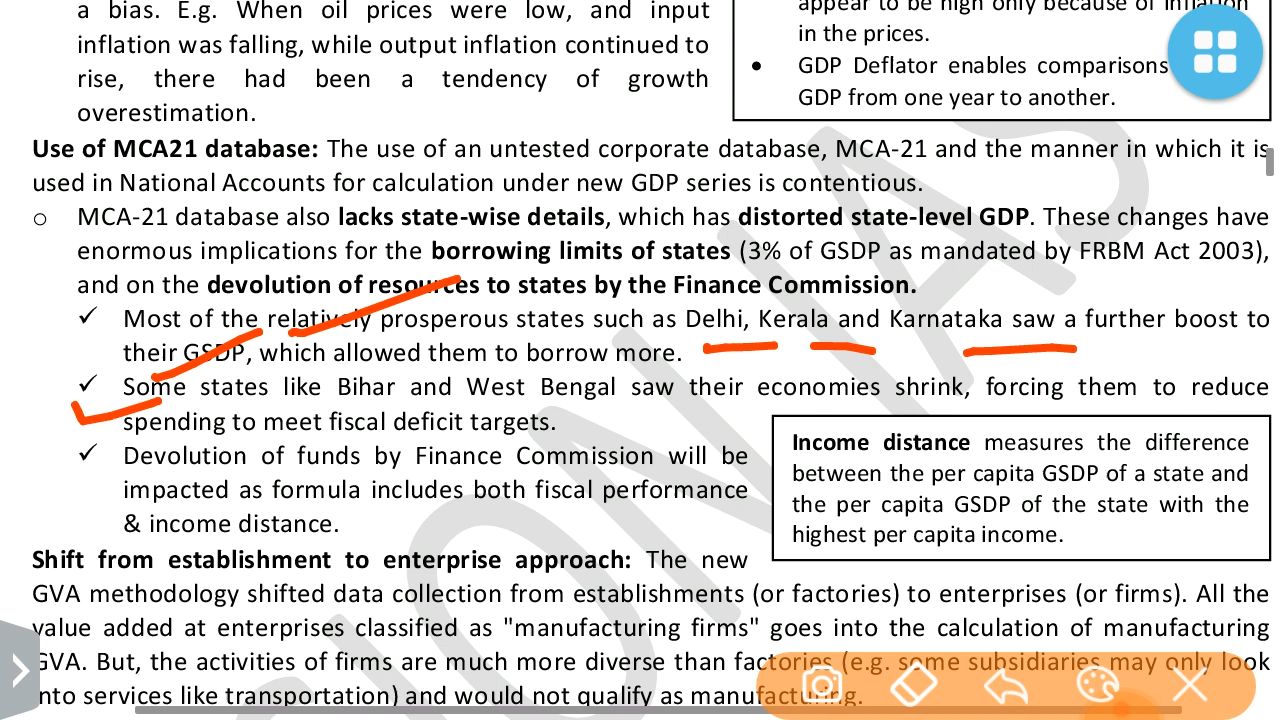 a bias. E.g. When oil prices were low, and input
inflation was falling, while output inflation continued to
rise, there had been a tendency of growth
overestimation.
appear to be high only because of inflation
in the prices.
• GDP Deflator enables comparisons
GDP from one year to another.
Use of MCA21 database: The use of an untested corporate database, MCA-21 and the manner in which it is
used in National Accounts for calculation under new GDP series is contentious.
o MCA-21 database also lacks state-wise details, which has distorted state-level GDP. These changes have
enormous implications for the borrowing limits of states (3% of GSDP as mandated by FRBM Act 2003),
and on the devolution of resources to states by the Finance Commission.
✓ Most of the relatively prosperous states such as Delhi, Kerala and Karnataka saw a further boost to
their GSDP, which allowed them to borrow more.
✓ Some states like Bihar and West Bengal saw their economies shrink, forcing them to reduce
spending to meet fiscal deficit targets.
✓ Devolution of funds by Finance Commission will be
impacted as formula includes both fiscal performance
& income distance.
Income distance measures the difference
between the per capita GSDP of a state and
the per capita GSDP of the state with the
highest per capita income.
Shift from establishment to enterprise approach: The new
GVA methodology shifted data collection from establishments (or factories) to enterprises (or firms). All the
value added at enterprises classified as "manufacturing firms" goes into the calculation of manufacturing
GVA. But, the activities of firms are much more diverse than factories (e.g. some subsidiaries may only look
into services like transportation) and would not qualify as manufacturing.